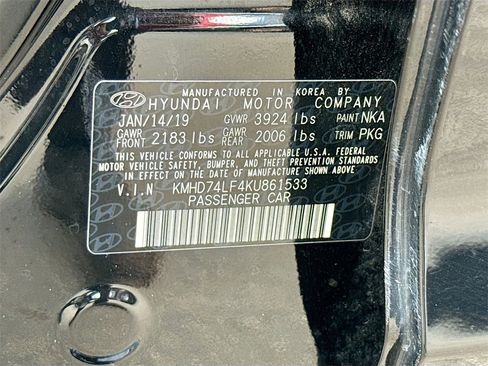 MANUFACTURED IN KOREA BY
HYUNDAI MOTOR COMPANY
JAN/14/19 GVWR 3924 lbs PAINT NKA
GAWR FRONT 2183 lbs GAWR REAR 2006 lbs TRIM PKG
THIS VEHICLE CONFORMS TO ALL APPLICABLE U.S.A. FEDERAL
MOTOR VEHICLE SAFETY, BUMPER, AND THEFT PREVENTION STANDARDS
IN EFFECT ON THE DATE OF MANUFACTURE SHOWN ABOVE.
V.I.N KMHD74LF4KU861533
PASSENGER CAR